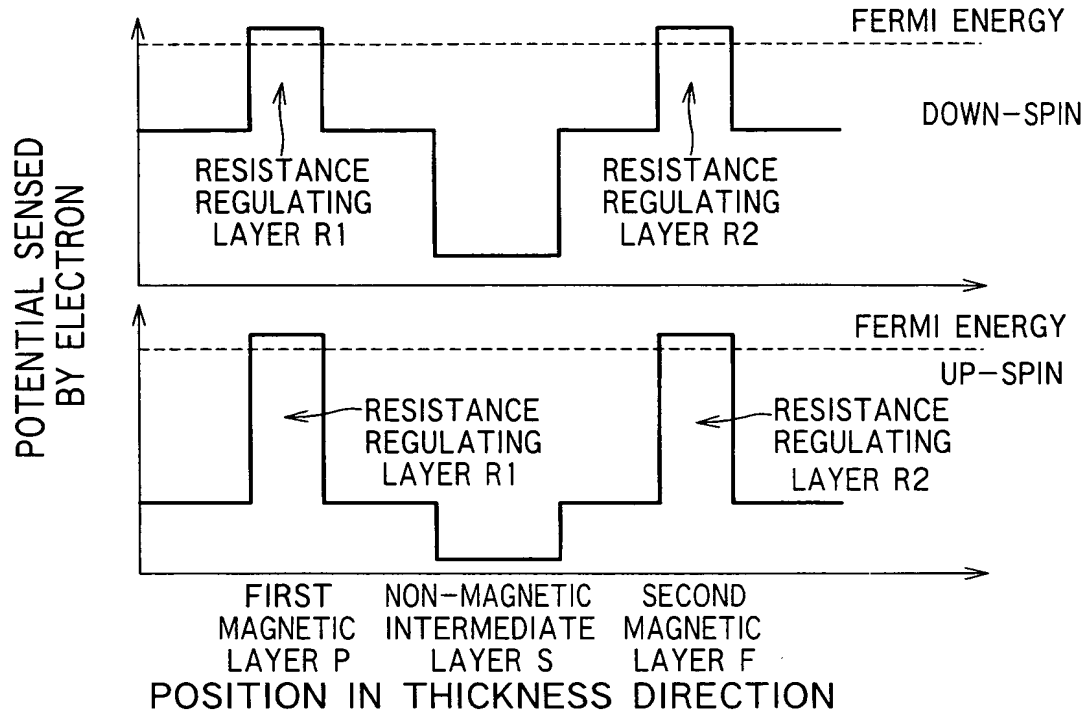 FERMI ENERGY
DOWN-SPIN
RESISTANCE
REGULATING
LAYER R1
RESISTANCE
REGULATING
LAYER R2
POTENTIAL SENSED
BY ELECTRON
FERMI ENERGY
UP-SPIN
RESISTANCE
REGULATING
LAYER R1
RESISTANCE
REGULATING
LAYER R2
FIRST
MAGNETIC
LAYER P
NON-MAGNETIC
INTERMEDIATE
LAYER S
SECOND
MAGNETIC
LAYER F
POSITION IN THICKNESS DIRECTION